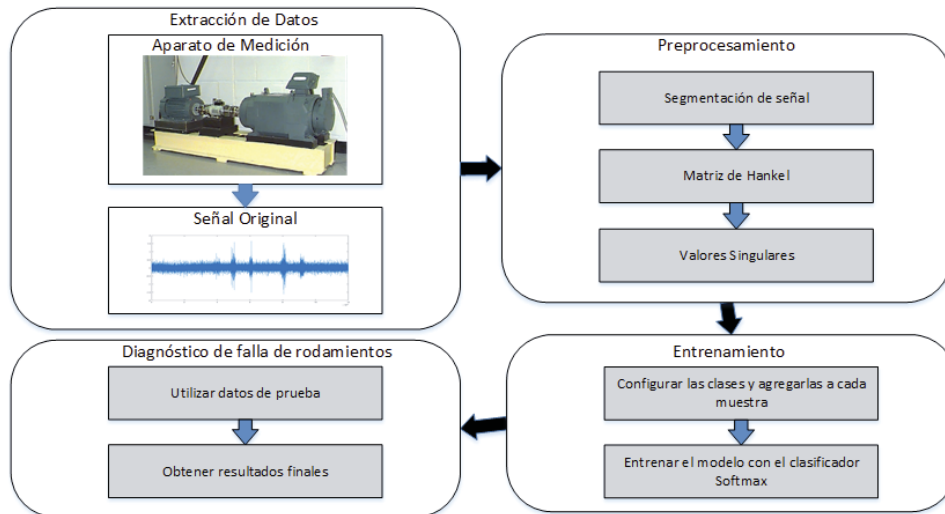 Extracción de Datos
Aparato de Medición
Señal Original
Preprocesamiento
Segmentación de señal
Matriz de Hankel
Valores Singulares
Entrenamiento
Configurar las clases y agregarlas a cada
muestra
Entrenar el modelo con el clasificador
Softmax
Diagnóstico de falla de rodamientos
Utilizar datos de prueba
Obtener resultados finales